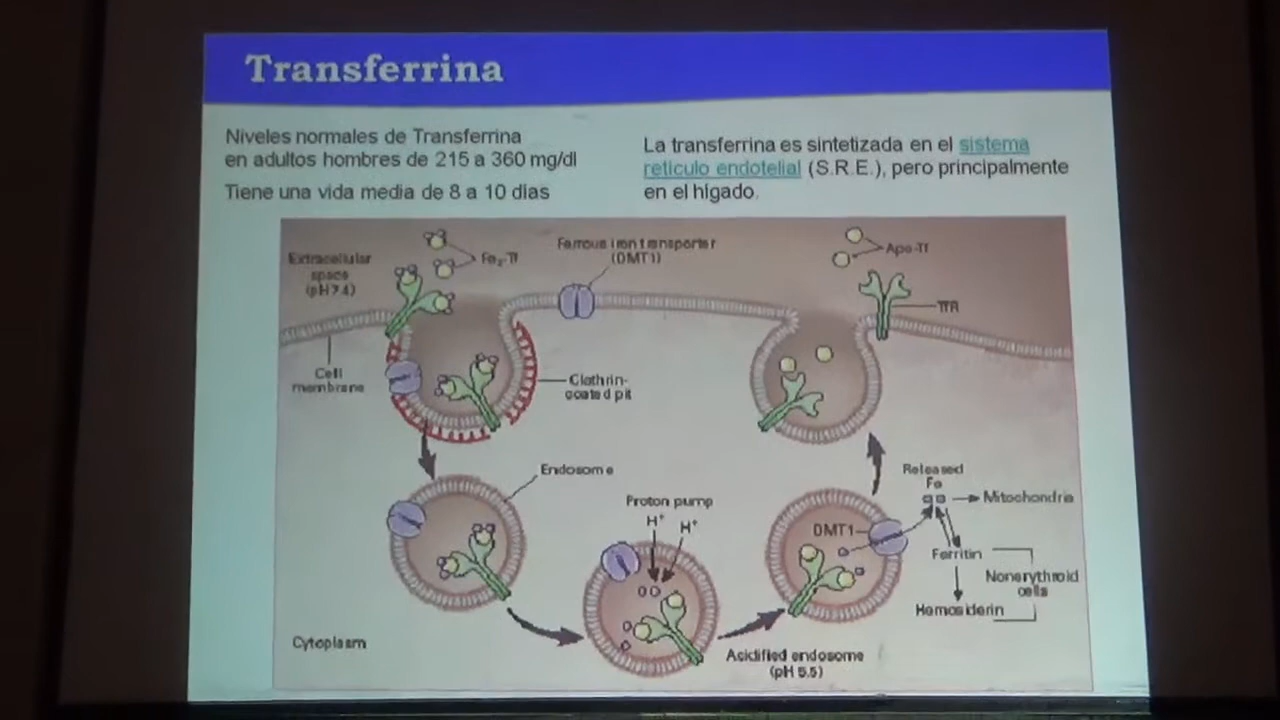 Transferrina
Niveles normales de Transferrina
en adultos hombres de 215 a 360 mg/dl
Tiene una vida media de 8 a 10 dias
La transferrina es sintetizada en el sistema
reticulo endotelial (S.R.E.), pero principalmente
en el higado.
Extracellular
space
(pH 7.4)
Fe₂-Tf
Ferrous iron transporter
(DMT1)
Apo-Tf
TfR
Cell
membrane
Clathrin-
coated pit
Endosome
Proton pump
H⁺
H⁺
Released
Fe
Mitochondria
DMT1
Ferritin
Nonerythroid
cells
Hemosiderin
Cytoplasm
Acidified endosome
(pH 5.5)